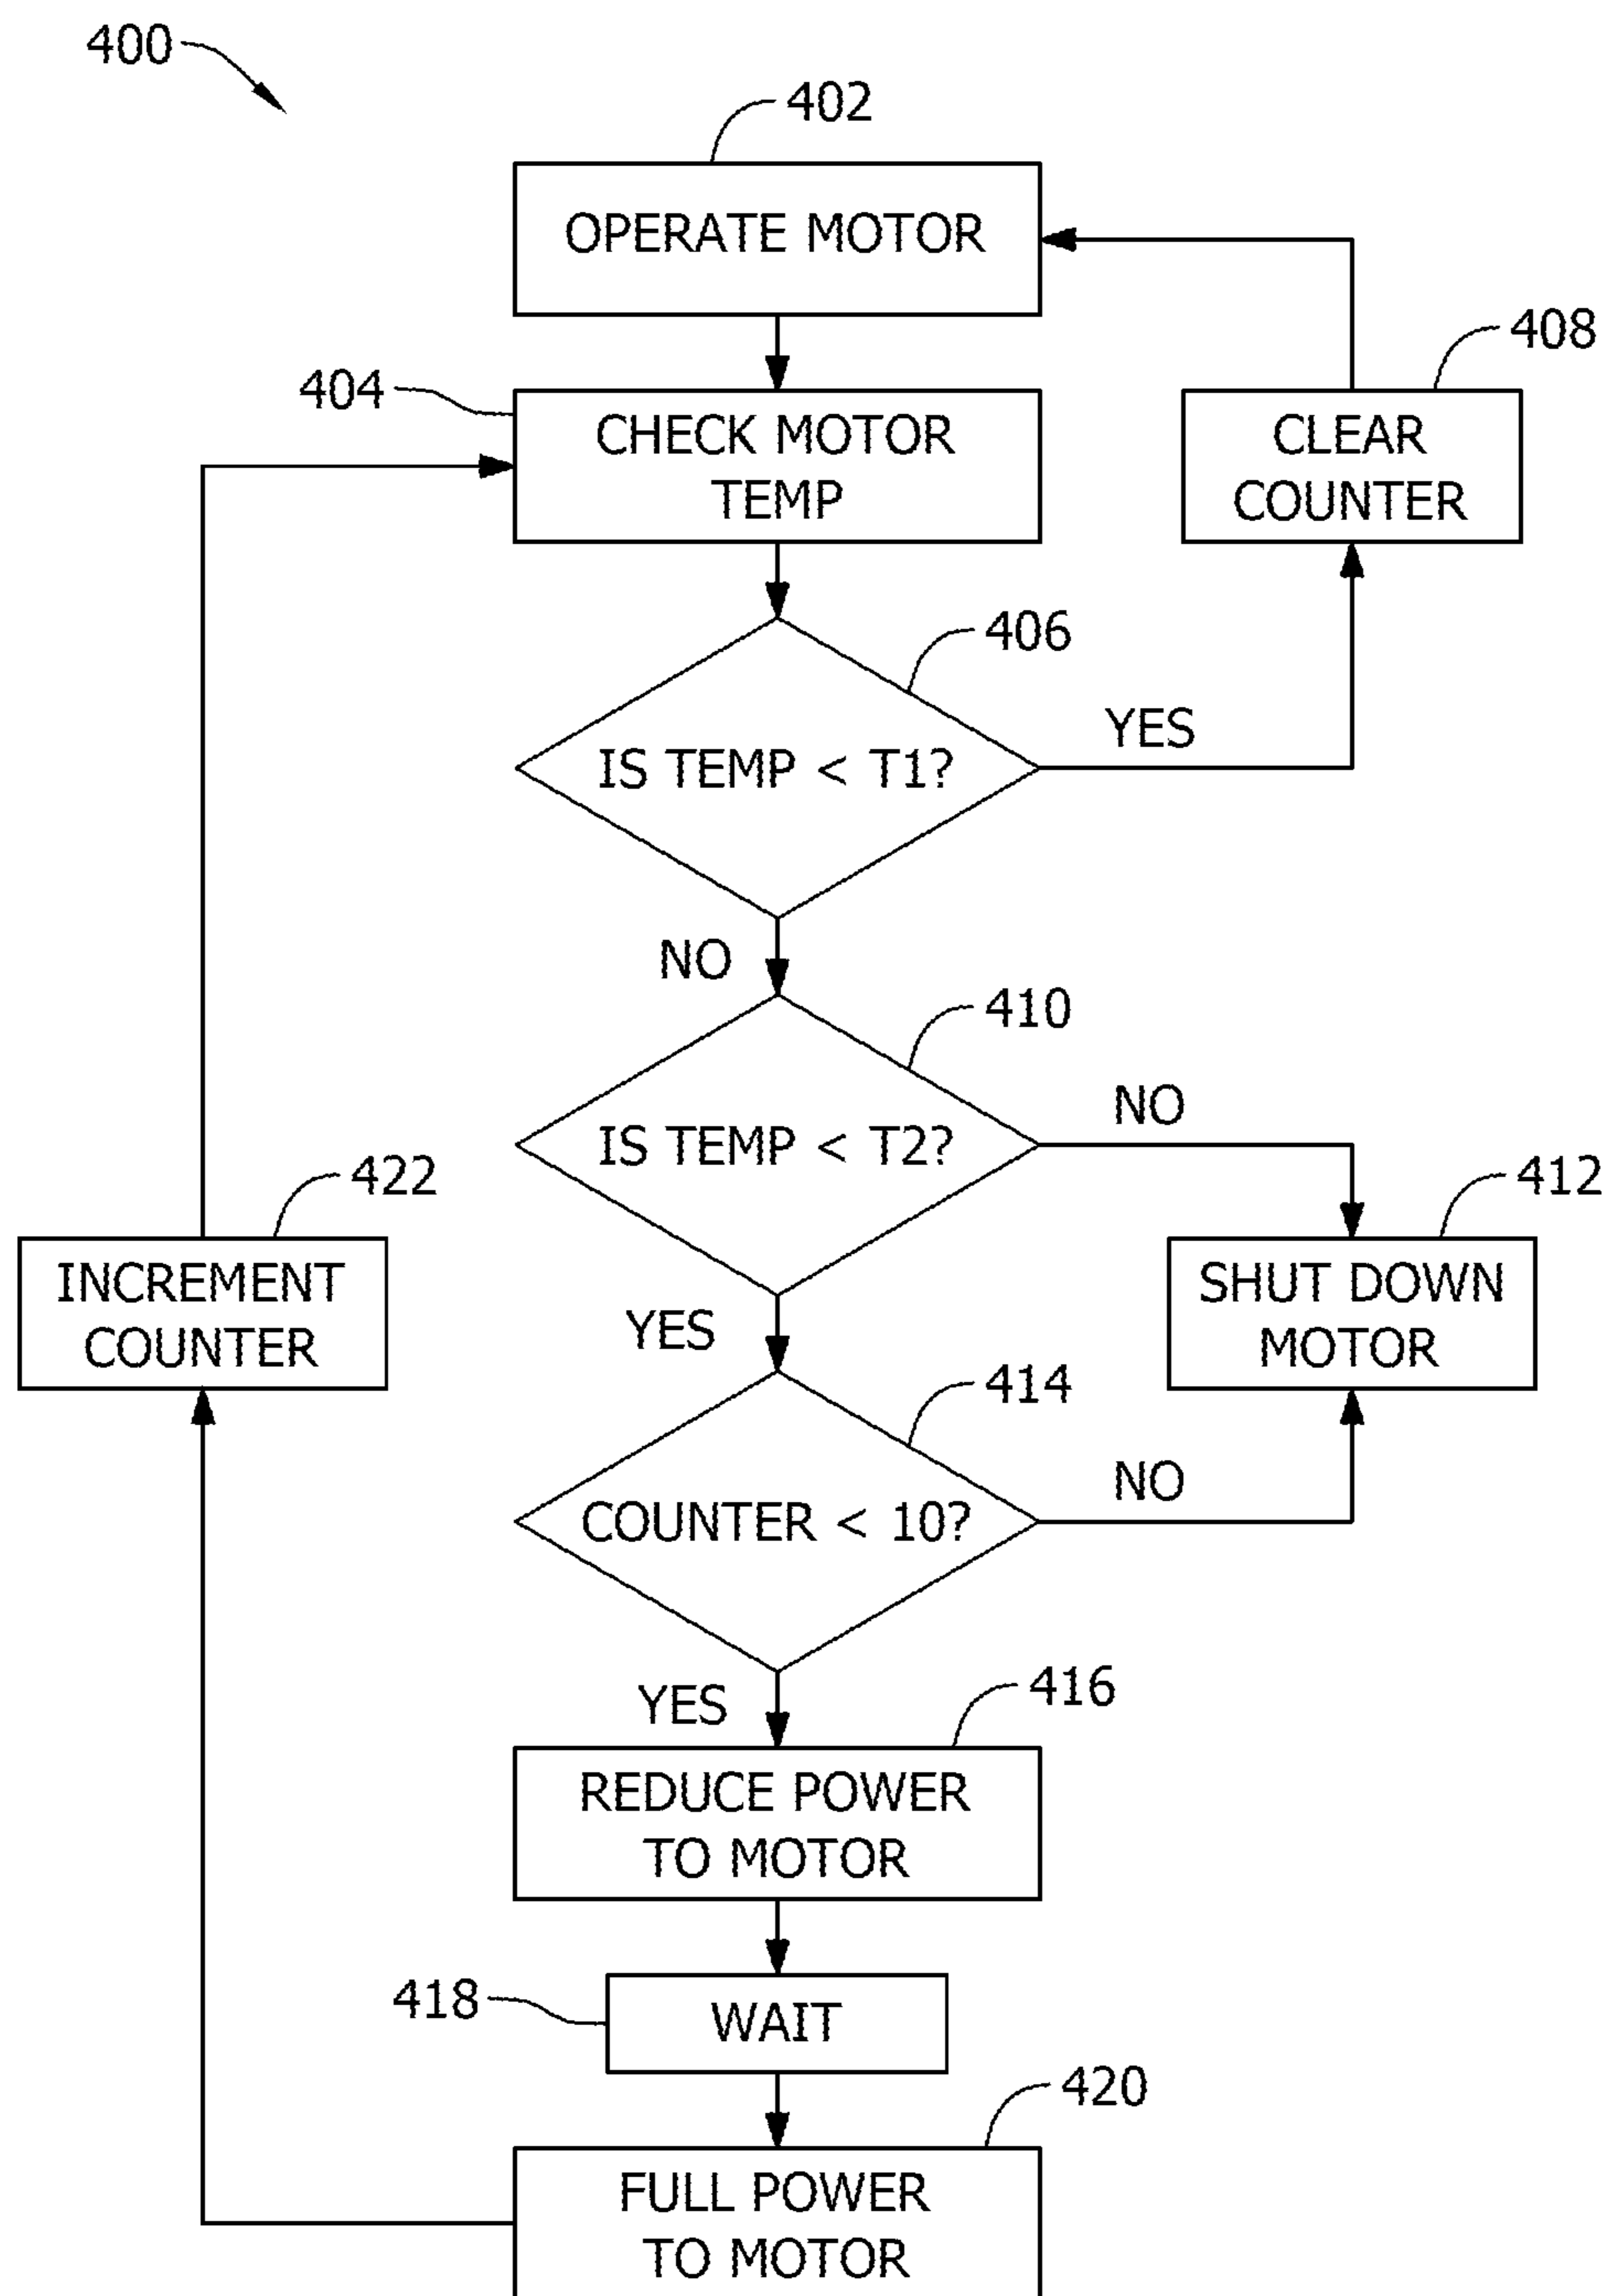 400
402
OPERATE MOTOR
408
404
CHECK MOTOR
TEMP
CLEAR
COUNTER
406
IS TEMP < T1?
YES
NO
410
IS TEMP < T2?
NO
422
412
INCREMENT
COUNTER
SHUT DOWN
MOTOR
YES
414
COUNTER < 10?
NO
YES
416
REDUCE POWER
TO MOTOR
418
WAIT
420
FULL POWER
TO MOTOR